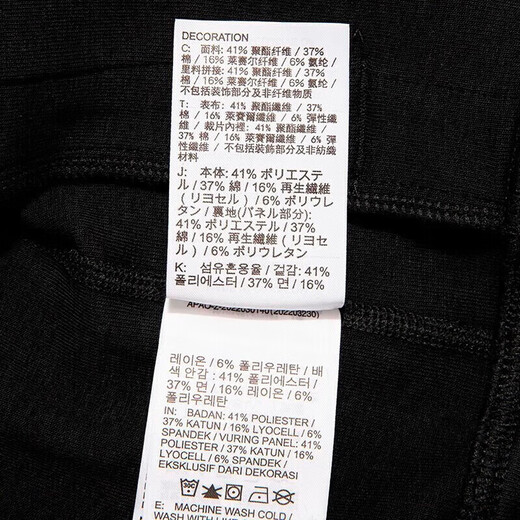 DECORATION
C: 面料: 41% 聚酯纤维 / 37%
棉 / 16% 莱赛尔纤维 / 6% 氨纶 /
里料拼接: 41% 聚酯纤维 / 37%
棉 / 16% 莱赛尔纤维 / 6% 氨纶 /
不包括装饰部分及非纤维物质
T: 表布: 41% 聚酯纖維 / 37%
棉 / 16% 萊賽爾纖維 / 6% 彈性纖
維 / 裁片內裡: 41% 聚酯纖維 /
37% 棉 / 16% 萊賽爾纖維 / 6%
彈性纖維 / 不包括裝飾部分及非紡織
材料
J: 本体: 41% ポリエステ
ル / 37% 綿 / 16% 再生繊維
(リヨセル) / 6% ポリウレ
タン / 裏地(パネル部分):
41% ポリエステル / 37%
綿 / 16% 再生繊維 (リヨセ
ル) / 6% ポリウレタン
K: 섬유혼용율 / 겉감: 41%
폴리에스터 / 37% 면 / 16%
레이온 / 6% 폴리우레탄 / 배
색 안감 : 41% 폴리에스터 /
37% 면 / 16% 레이온 / 6%
폴리우레탄
IN: BADAN: 41% POLIESTER /
37% KATUN / 16% LYOCELL / 6%
SPANDEK / VURING PANEL: 41%
POLIESTER / 37% KATUN / 16%
LYOCELL / 6% SPANDEK /
EKSKLUSIF DARI DEKORASI
E: MACHINE WASH COLD /